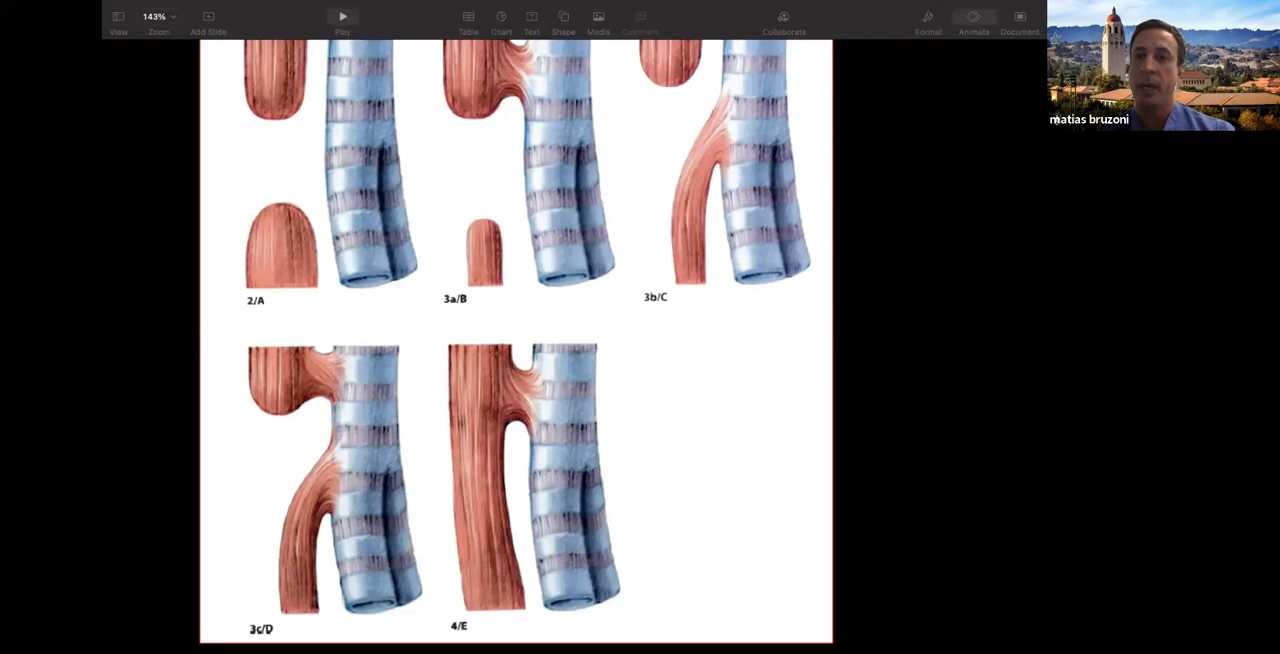 143%
View Zoom Add Slide Play Table Chart Text Shape Media Comment Collaborate Format Animate Document
matias bruzoni
2/A 3a/B 3b/C
3c/D 4/E